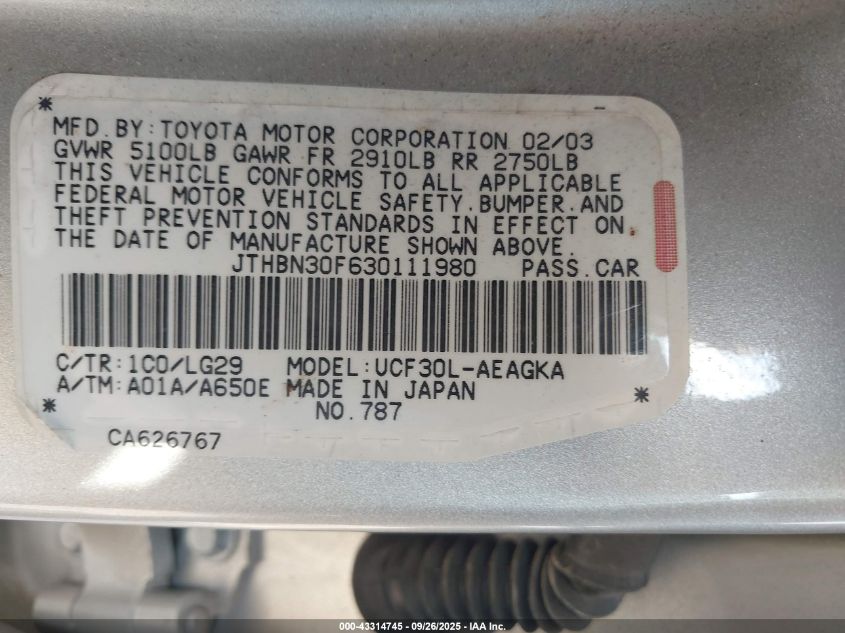 MFD.BY:TOYOTA MOTOR CORPORATION 02/03
GVWR 5100LB GAWR FR 2910LB RR 2750LB
THIS VEHICLE CONFORMS TO ALL APPLICABLE
FEDERAL MOTOR VEHICLE SAFETY.BUMPER.AND
THEFT PREVENTION STANDARDS IN EFFECT ON.
THE DATE OF MANUFACTURE SHOWN ABOVE.
JTHBN30F630111980 PASS.CAR
C/TR:1C0/LG29 MODEL:UCF30L-AEAGKA
A/TM:A01A/A650E MADE IN JAPAN
NO.787
CA626767
000-43314745 - 09/26/2025 - IAA Inc.